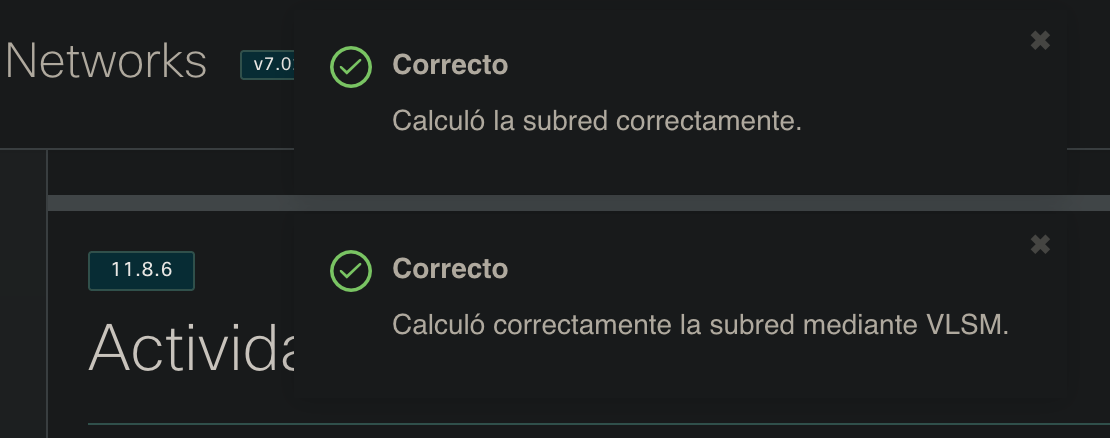 Networks
v7.0
Correcto
Calculó la subred correctamente.
11.8.6
Correcto
Calculó correctamente la subred mediante VLSM.
Activida